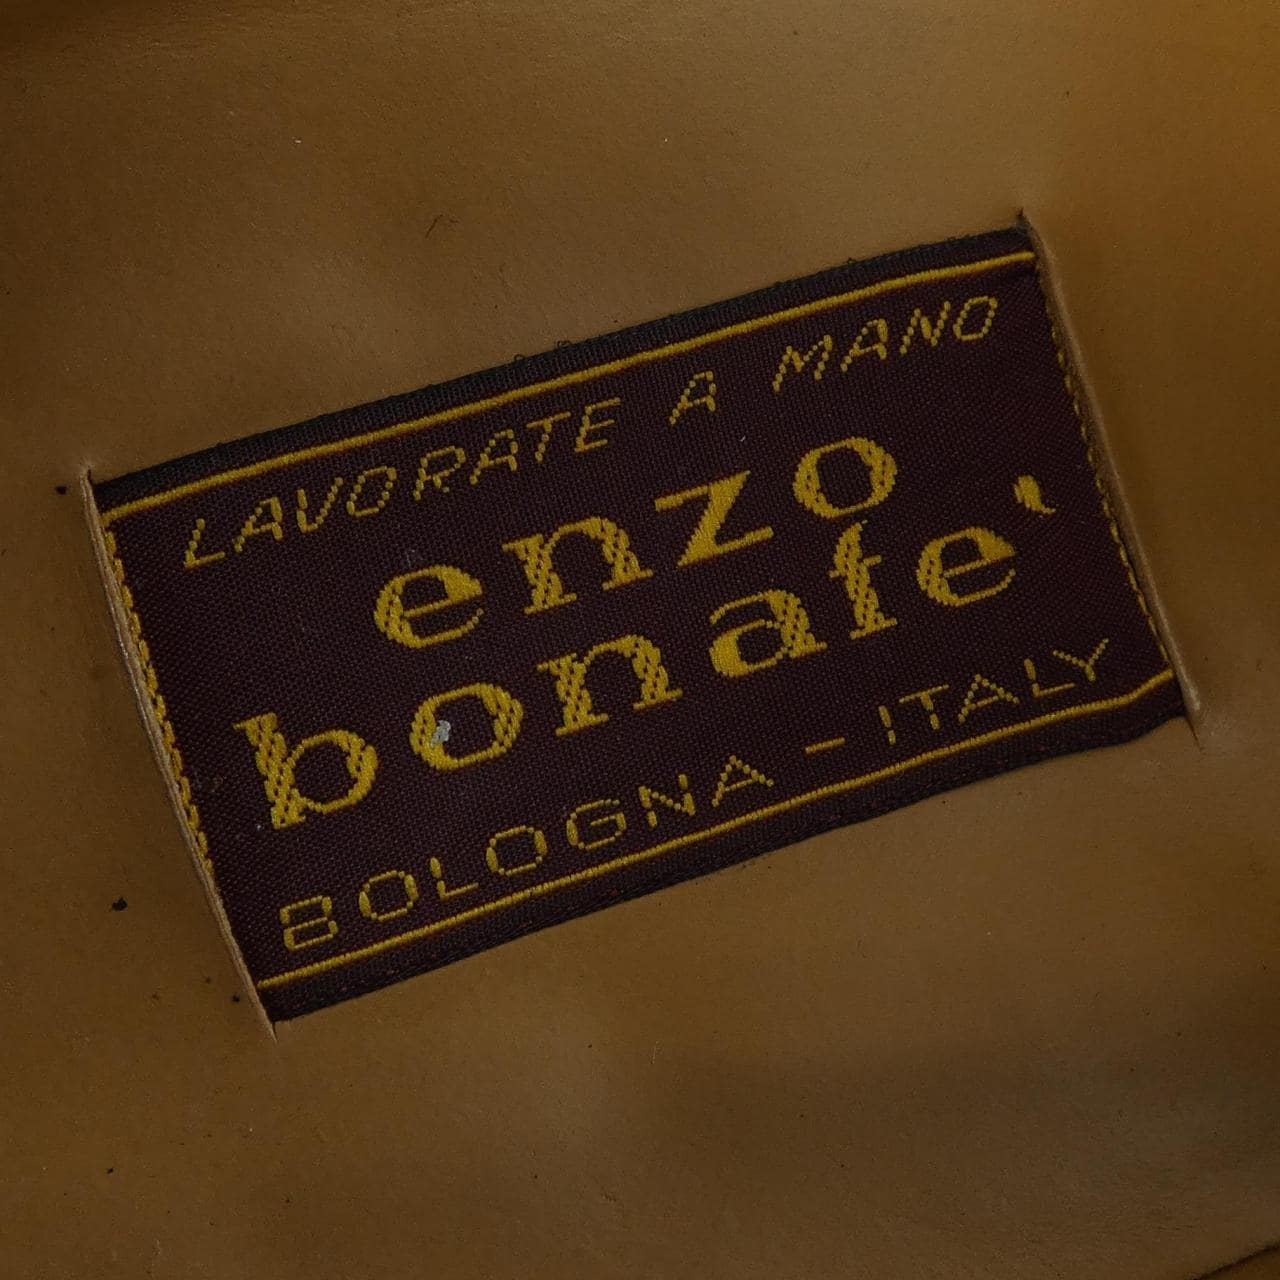 LAVORATE A MANO
enzo
bonafe'
BOLOGNA - ITALY